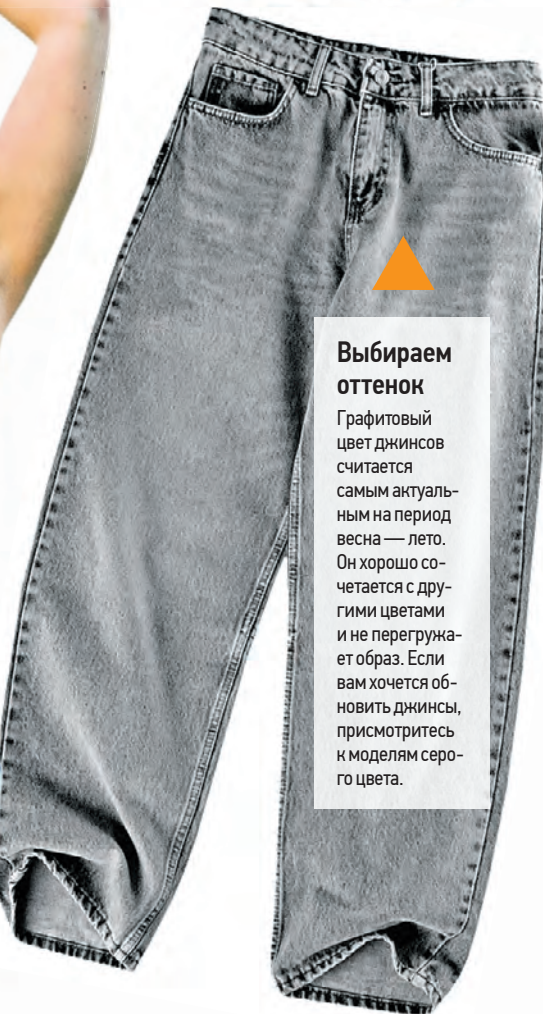 Выбираем
оттенок
Графитовый
цвет джинсов
считается
самым актуаль-
ным на период
весна — лето.
Он хорошо со-
четается с дру-
гими цветами
и не перегружа-
ет образ. Если
вам хочется об-
новить джинсы,
присмотритесь
к моделям серо-
го цвета.